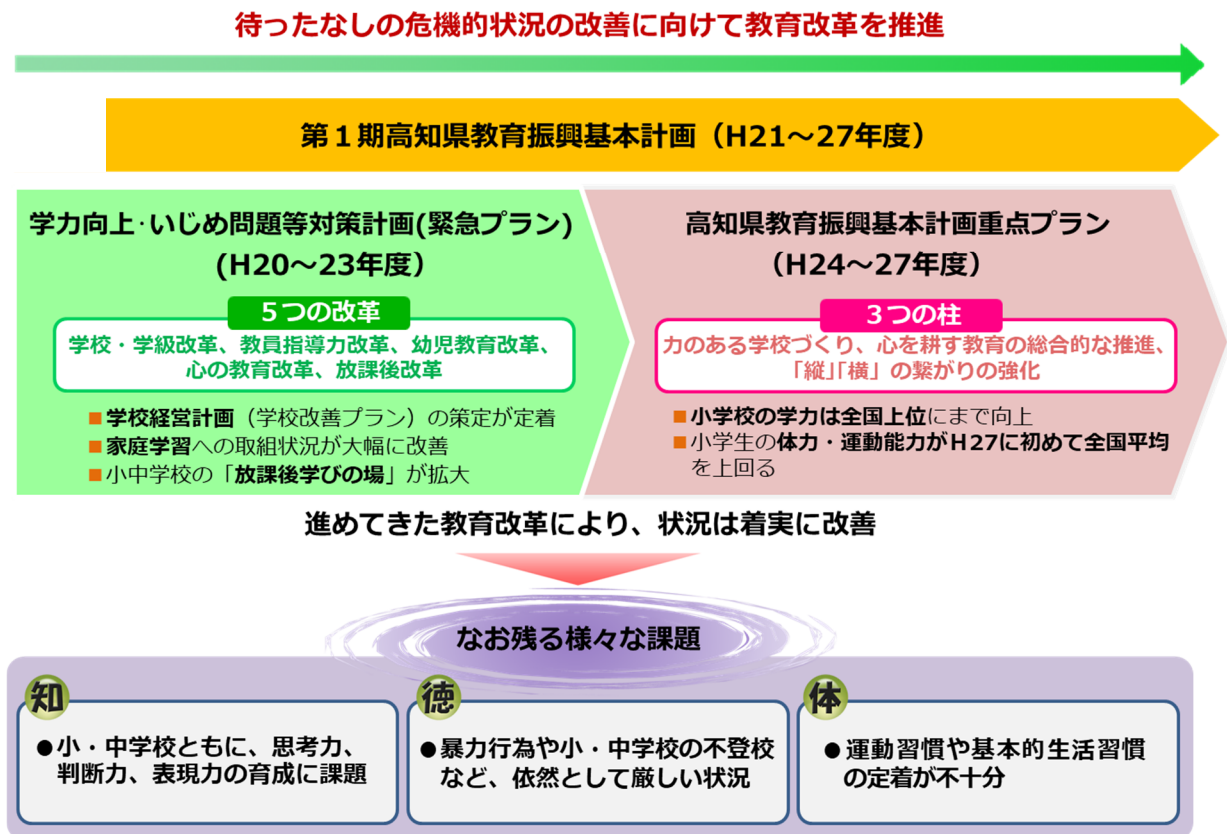 待ったなしの危機的状況の改善に向けて教育改革を推進
第１期高知県教育振興基本計画（H21～27年度）
学力向上･いじめ問題等対策計画(緊急プラン)
(H20～23年度）
５つの改革
学校・学級改革、教員指導力改革、幼児教育改革、
心の教育改革、放課後改革
■学校経営計画（学校改善プラン）の策定が定着
■家庭学習への取組状況が大幅に改善
■小中学校の「放課後学びの場」が拡大
高知県教育振興基本計画重点プラン
（H24～27年度）
３つの柱
力のある学校づくり、心を耕す教育の総合的な推進、
「縦」「横」の繋がりの強化
■小学校の学力は全国上位にまで向上
■小学生の体力・運動能力がＨ27に初めて全国平均
を上回る
進めてきた教育改革により、状況は着実に改善
なお残る様々な課題
知
●小・中学校ともに、思考力、
判断力、表現力の育成に課題
徳
●暴力行為や小・中学校の不登校
など、依然として厳しい状況
体
●運動習慣や基本的生活習慣
の定着が不十分